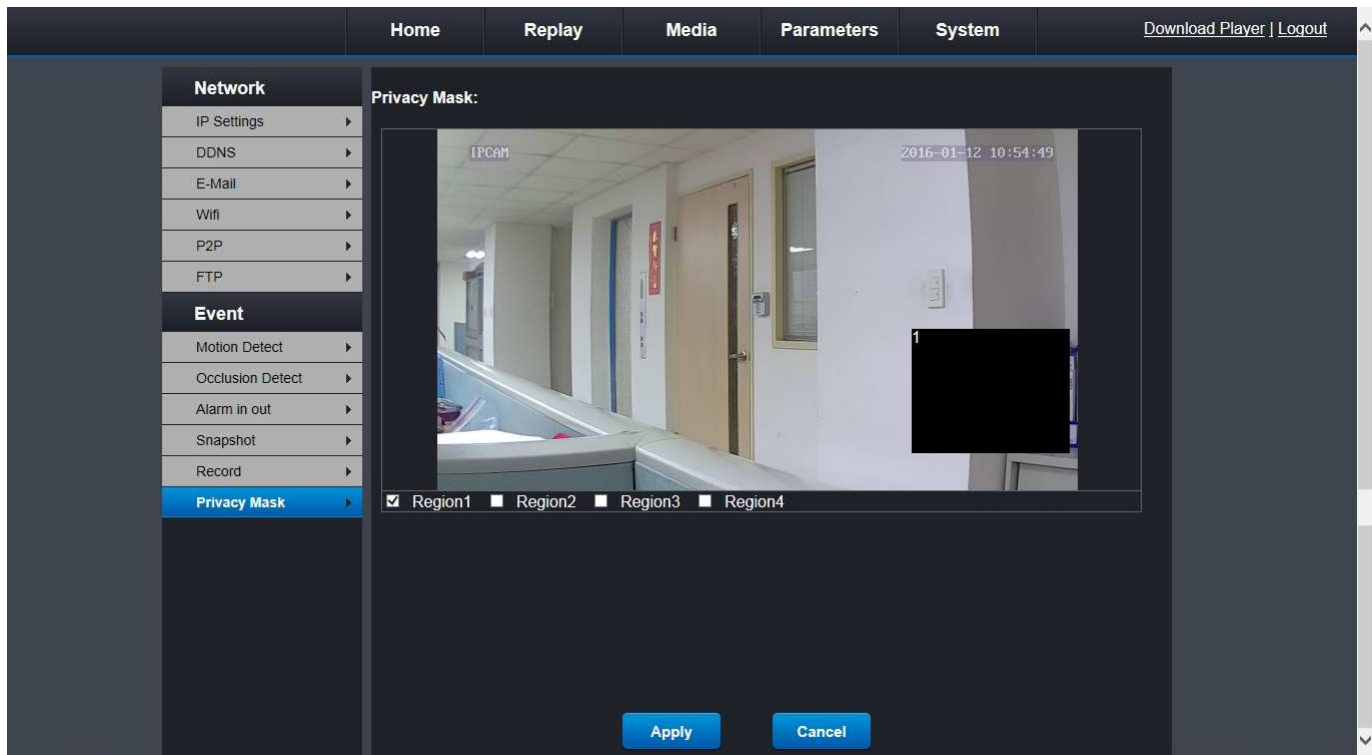 Home Replay Media Parameters System Download Player | Logout
Network
IP Settings
DDNS
E-Mail
Wifi
P2P
FTP
Event
Motion Detect
Occlusion Detect
Alarm in out
Snapshot
Record
Privacy Mask
Privacy Mask:
IPCAM 2016-01-12 10:54:49
1
Region1 Region2 Region3 Region4
Apply Cancel